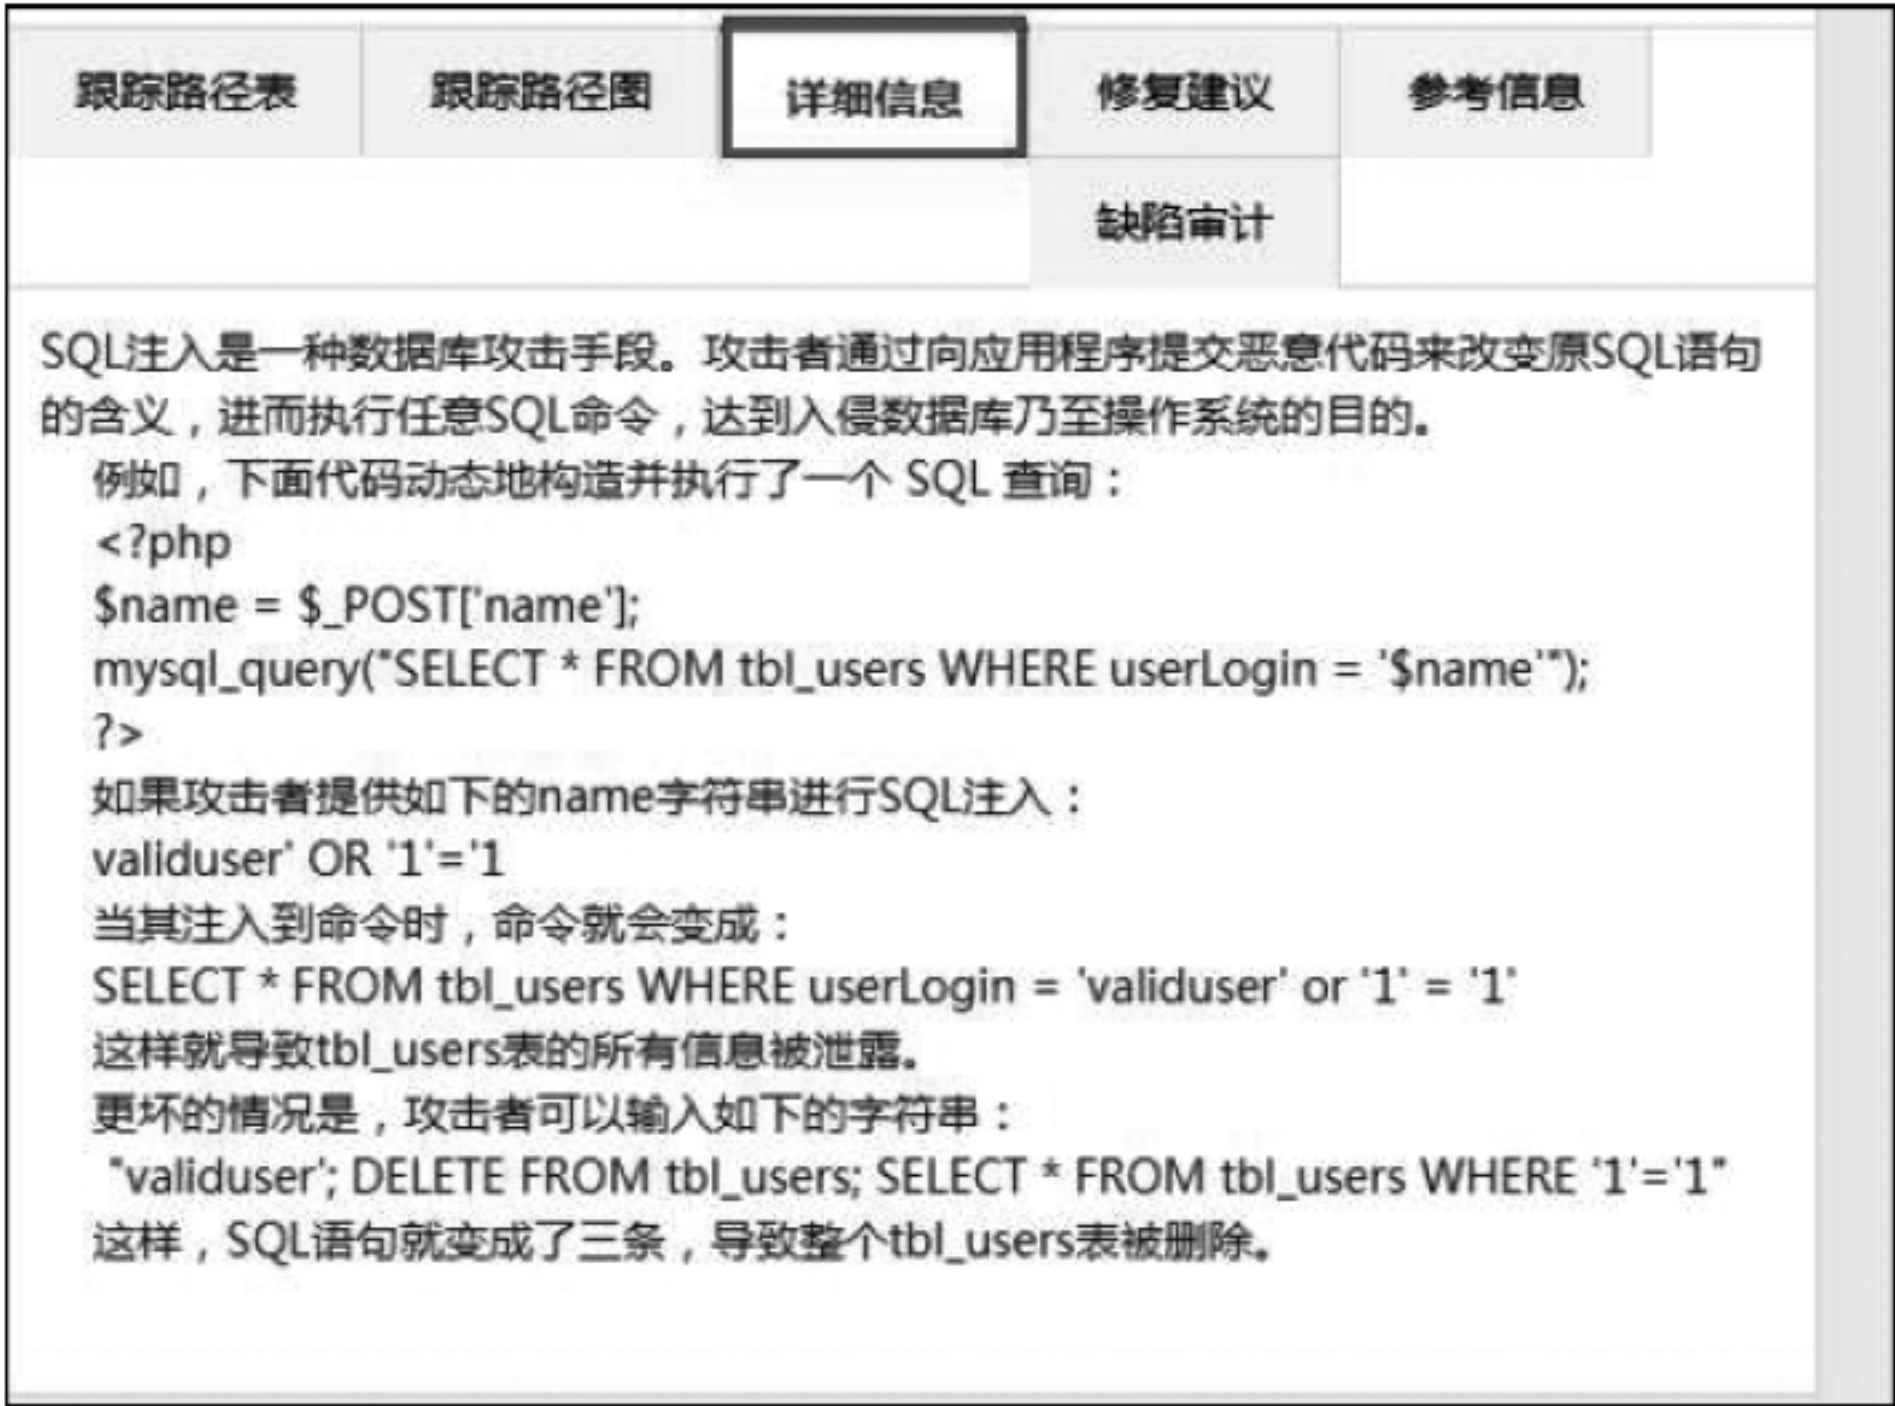 跟踪路径表 跟踪路径图 详细信息 修复建议 参考信息
缺陷审计
SQL注入是一种数据库攻击手段。攻击者通过向应用程序提交恶意代码来改变原SQL语句
的含义，进而执行任意SQL命令，达到入侵数据库乃至操作系统的目的。
例如，下面代码动态地构造并执行了一个 SQL 查询：
<?php
$name = $_POST['name'];
mysql_query("SELECT * FROM tbl_users WHERE userLogin = '$name'");
?>
如果攻击者提供如下的name字符串进行SQL注入：
validuser' OR '1'='1
当其注入到命令时，命令就会变成：
SELECT * FROM tbl_users WHERE userLogin = 'validuser' or '1' = '1'
这样就导致tbl_users表的所有信息被泄露。
更坏的情况是，攻击者可以输入如下的字符串：
"validuser'; DELETE FROM tbl_users; SELECT * FROM tbl_users WHERE '1'='1"
这样，SQL语句就变成了三条，导致整个tbl_users表被删除。